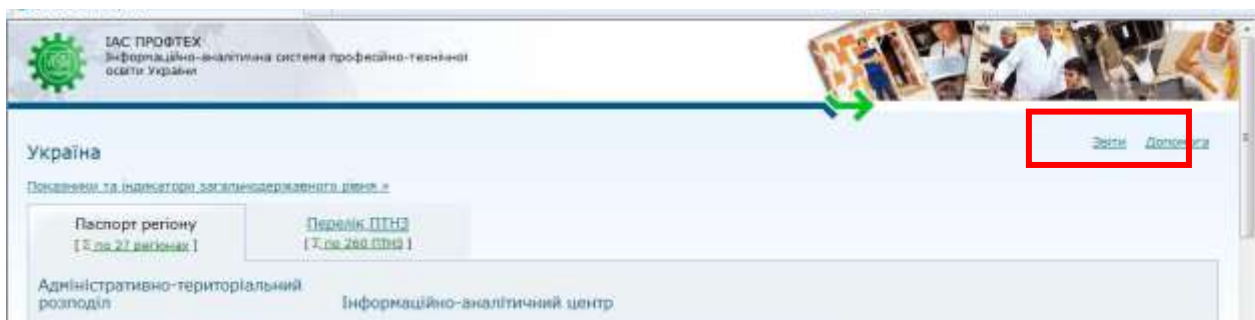 ІАС ПРОФТЕХ
Інформаційно-аналітична система професійно-технічної
освіти України
Звіти Допомога
Україна
Показники та індикатори загальнодержавного рівня »
Паспорт регіону Перелік ПТНЗ
[ Σ по 27 регіонах ] [ Σ по 260 ПТНЗ ]
Адміністративно-територіальний
розподіл Інформаційно-аналітичний центр